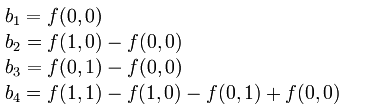 b₁ = f(0,0)
b₂ = f(1,0) − f(0,0)
b₃ = f(0,1) − f(0,0)
b₄ = f(1,1) − f(1,0) − f(0,1) + f(0,0)